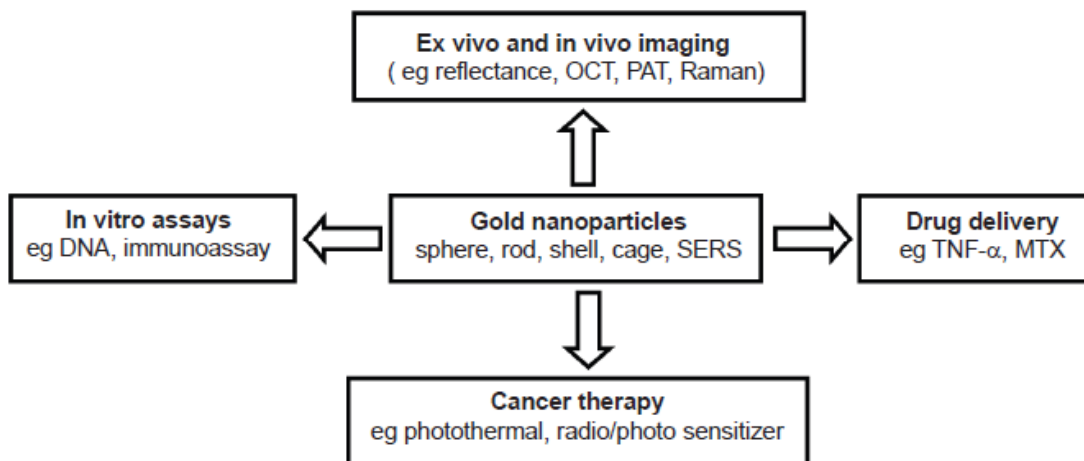 Ex vivo and in vivo imaging
( eg reflectance, OCT, PAT, Raman)
In vitro assays
eg DNA, immunoassay
Gold nanoparticles
sphere, rod, shell, cage, SERS
Drug delivery
eg TNF-α, MTX
Cancer therapy
eg photothermal, radio/photo sensitizer